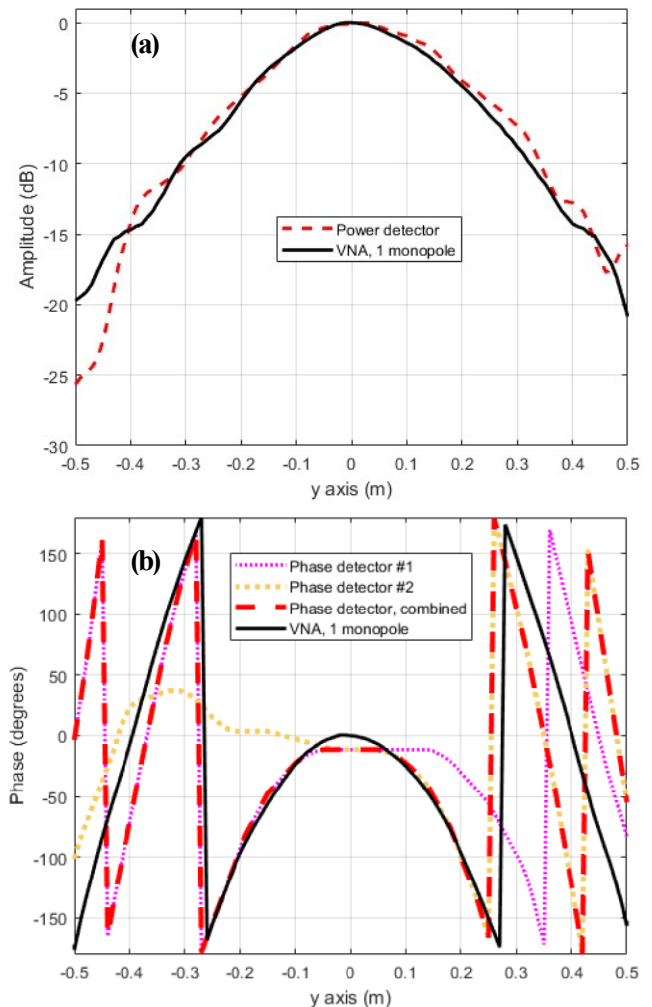 (a)
0
-5
-10
-15
-20
-25
-30
Amplitude (dB)
Power detector
VNA, 1 monopole
-0.5 -0.4 -0.3 -0.2 -0.1 0 0.1 0.2 0.3 0.4 0.5
y axis (m)
(b)
150
100
50
0
-50
-100
-150
Phase (degrees)
Phase detector #1
Phase detector #2
Phase detector, combined
VNA, 1 monopole
-0.5 -0.4 -0.3 -0.2 -0.1 0 0.1 0.2 0.3 0.4 0.5
y axis (m)